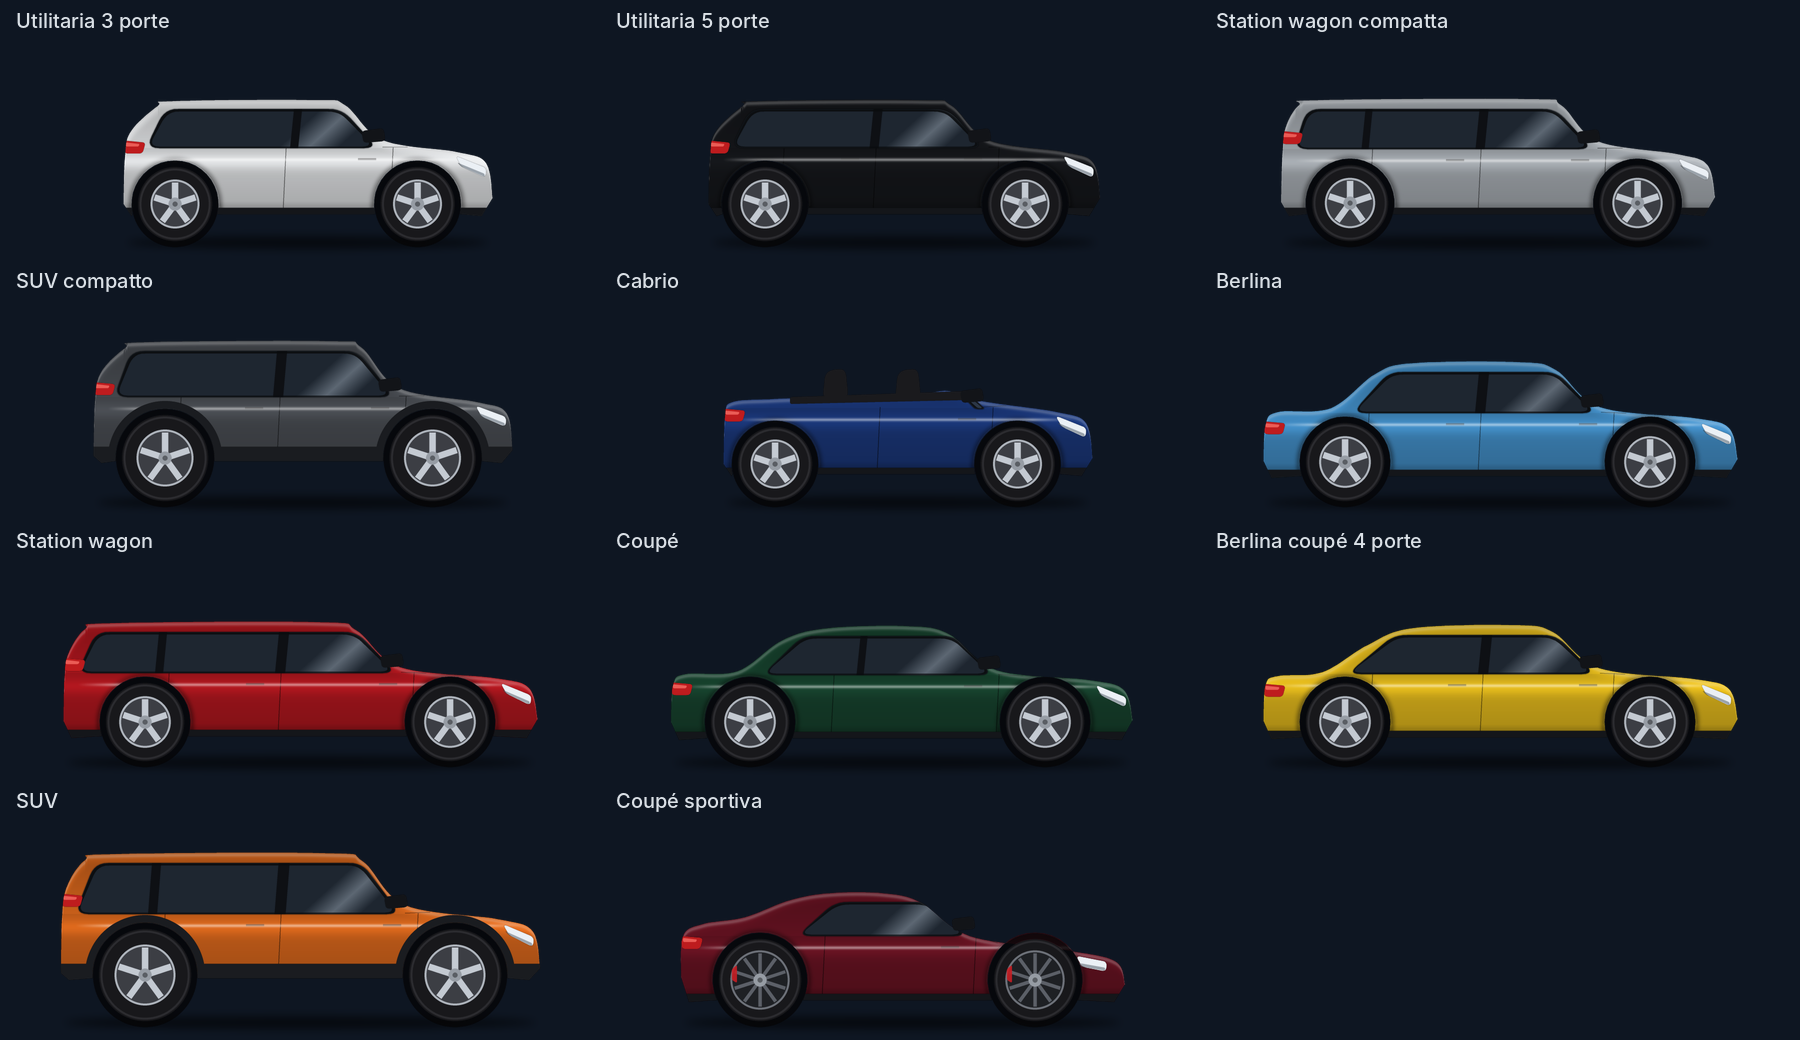 Utilitaria 3 porte
Utilitaria 5 porte
Station wagon compatta
SUV compatto
Cabrio
Berlina
Station wagon
Coupé
Berlina coupé 4 porte
SUV
Coupé sportiva